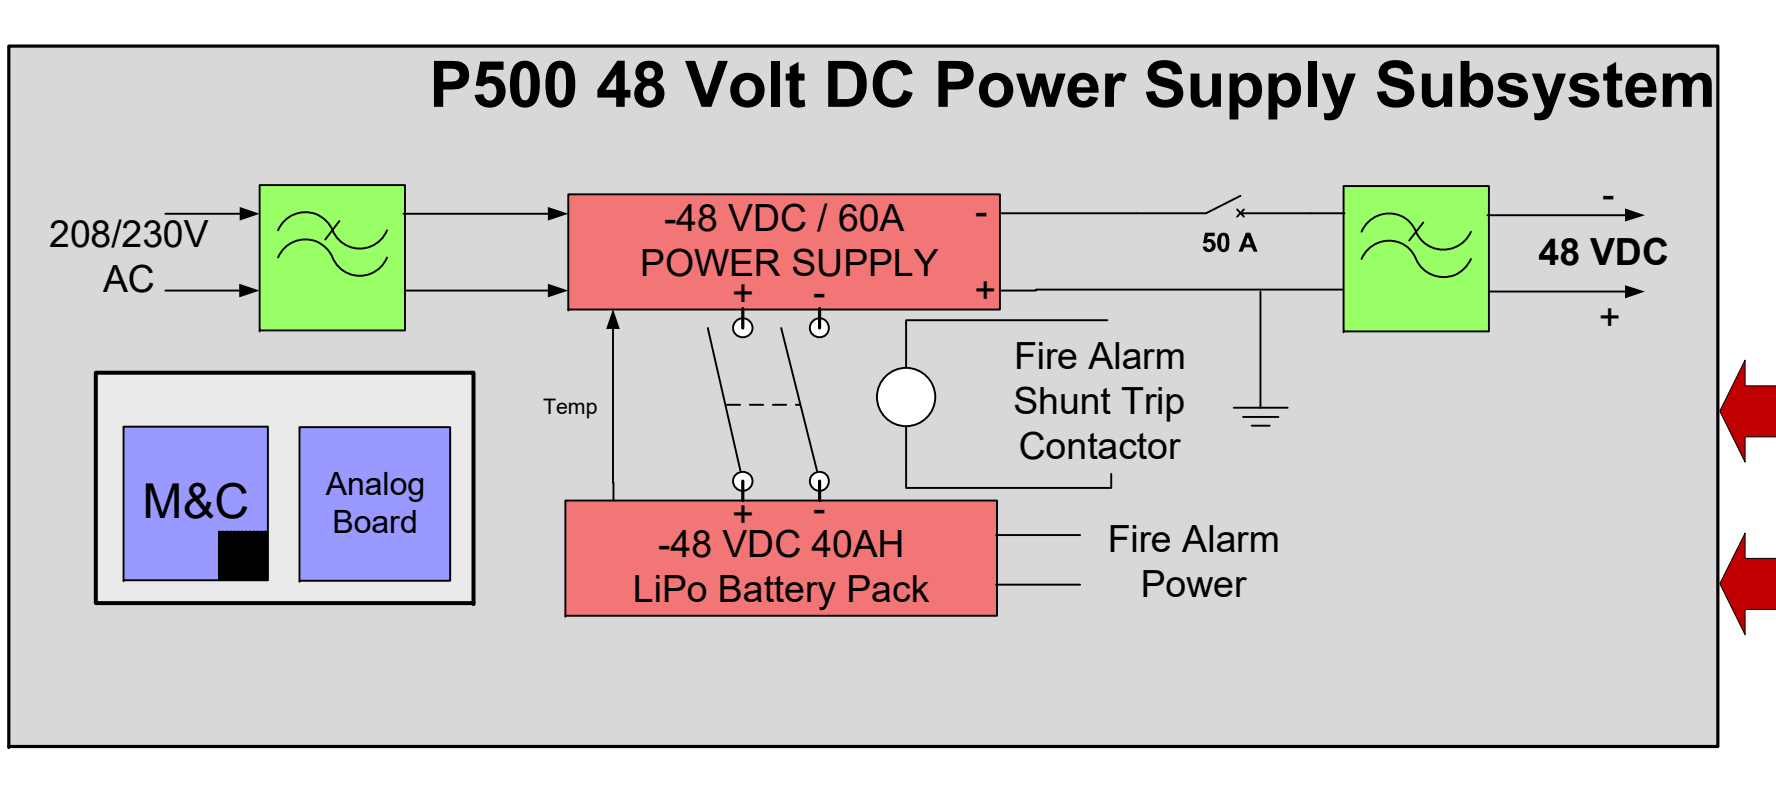 P500 48 Volt DC Power Supply Subsystem
208/230V
AC
-48 VDC / 60A
POWER SUPPLY
-
+
+ -
50 A
-
48 VDC
+
Temp
Fire Alarm
Shunt Trip
Contactor
M&C
Analog
Board
+ -
-48 VDC 40AH
LiPo Battery Pack
Fire Alarm
Power